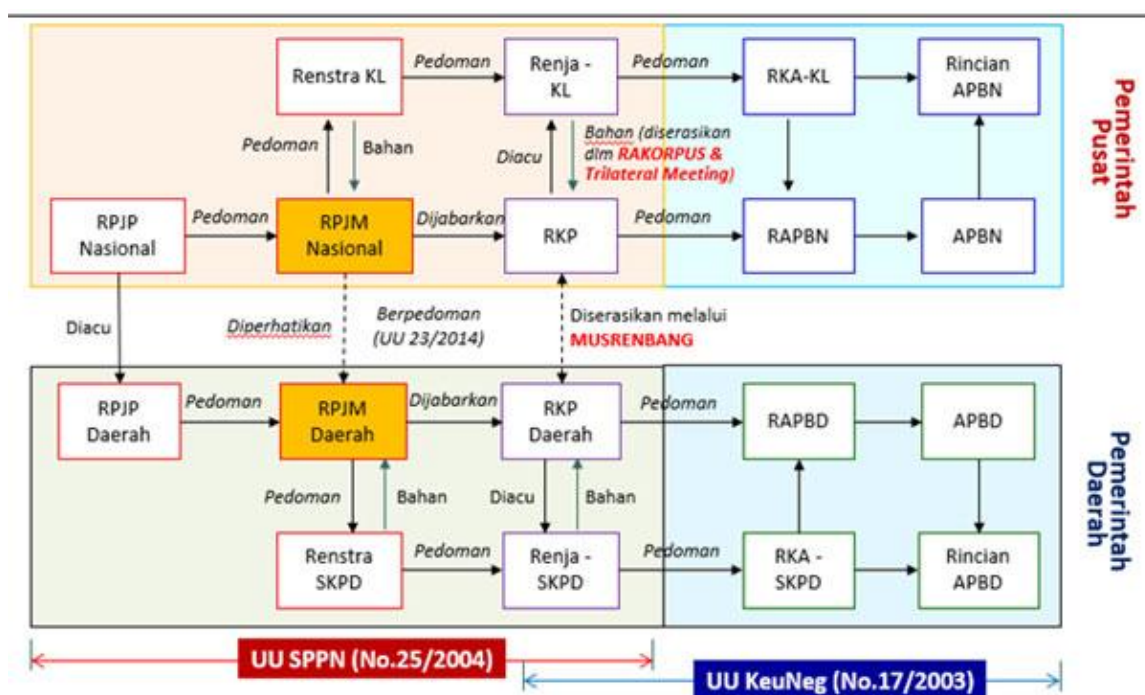 Renstra KL
Pedoman
Renja -
KL
Pedoman
RKA-KL
Rincian
APBN
Pemerintah
Pusat
Pedoman
Bahan
Diacu
Bahan (diserasikan
dlm RAKORPUS &
Trilateral Meeting)
RPJP
Nasional
Pedoman
RPJM
Nasional
Dijabarkan
RKP
Pedoman
RAPBN
APBN
Diacu
Diperhatikan
Berpedoman
(UU 23/2014)
Diserasikan melalui
MUSRENBANG
RPJP
Daerah
Pedoman
RPJM
Daerah
Dijabarkan
RKP
Daerah
Pedoman
RAPBD
APBD
Pemerintah
Daerah
Pedoman
Bahan
Diacu
Bahan
Renstra
SKPD
Pedoman
Renja -
SKPD
Pedoman
RKA -
SKPD
Rincian
APBD
UU SPPN (No.25/2004)
UU KeuNeg (No.17/2003)